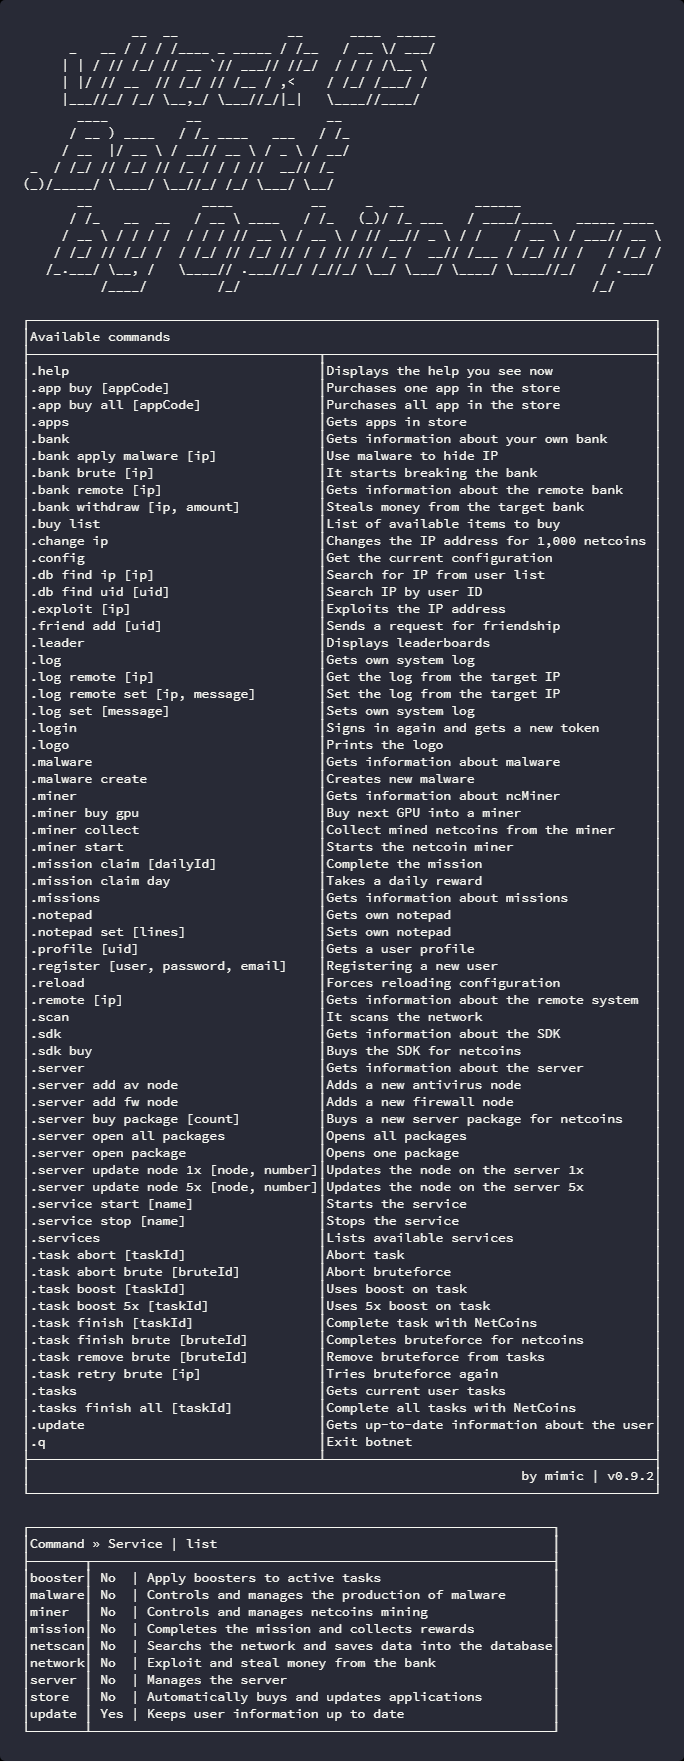 vHackOS
:botnet
byOpiteCorp
Available commands
.help Displays the help you see now
.app buy [appCode] Purchases one app in the store
.app buy all [appCode] Purchases all app in the store
.apps Gets apps in store
.bank Gets information about your own bank
.bank apply malware [ip] Use malware to hide IP
.bank brute [ip] It starts breaking the bank
.bank remote [ip] Gets information about the remote bank
.bank withdraw [ip, amount] Steals money from the target bank
.buy list List of available items to buy
.change ip Changes the IP address for 1,000 netcoins
.config Get the current configuration
.db find ip [ip] Search for IP from user list
.db find uid [uid] Search IP by user ID
.exploit [ip] Exploits the IP address
.friend add [uid] Sends a request for friendship
.leader Displays leaderboards
.log Gets own system log
.log remote [ip] Get the log from the target IP
.log remote set [ip, message] Set the log from the target IP
.log set [message] Sets own system log
.login Signs in again and gets a new token
.logo Prints the logo
.malware Gets information about malware
.malware create Creates new malware
.miner Gets information about ncMiner
.miner buy gpu Buy next GPU into a miner
.miner collect Collect mined netcoins from the miner
.miner start Starts the netcoin miner
.mission claim [dailyId] Complete the mission
.mission claim day Takes a daily reward
.missions Gets information about missions
.notepad Gets own notepad
.notepad set [lines] Sets own notepad
.profile [uid] Gets a user profile
.register [user, password, email] Registering a new user
.reload Forces reloading configuration
.remote [ip] Gets information about the remote system
.scan It scans the network
.sdk Gets information about the SDK
.sdk buy Buys the SDK for netcoins
.server Gets information about the server
.server add av node Adds a new antivirus node
.server add fw node Adds a new firewall node
.server buy package [count] Buys a new server package for netcoins
.server open all packages Opens all packages
.server open package Opens one package
.server update node 1x [node, number] Updates the node on the server 1x
.server update node 5x [node, number] Updates the node on the server 5x
.service start [name] Starts the service
.service stop [name] Stops the service
.services Lists available services
.task abort [taskId] Abort task
.task abort brute [bruteId] Abort bruteforce
.task boost [taskId] Uses boost on task
.task boost 5x [taskId] Uses 5x boost on task
.task finish [taskId] Complete task with NetCoins
.task finish brute [bruteId] Completes bruteforce for netcoins
.task remove brute [bruteId] Remove bruteforce from tasks
.task retry brute [ip] Tries bruteforce again
.tasks Gets current user tasks
.tasks finish all [taskId] Complete all tasks with NetCoins
.update Gets up-to-date information about the user
.q Exit botnet
by mimic | v0.9.2
Command » Service | list
booster No | Apply boosters to active tasks
malware No | Controls and manages the production of malware
miner No | Controls and manages netcoins mining
mission No | Completes the mission and collects rewards
netscan No | Searchs the network and saves data into the database
network No | Exploit and steal money from the bank
server No | Manages the server
store No | Automatically buys and updates applications
update Yes | Keeps user information up to date